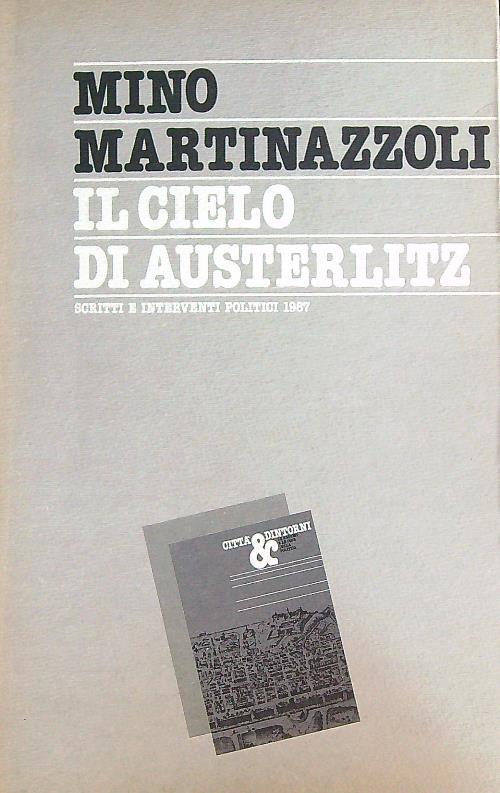 MINO
MARTINAZZOLI
IL CIELO
DI AUSTERLITZ
SCRITTI E INTERVENTI POLITICI 1987
CITTÀ & DINTORNI